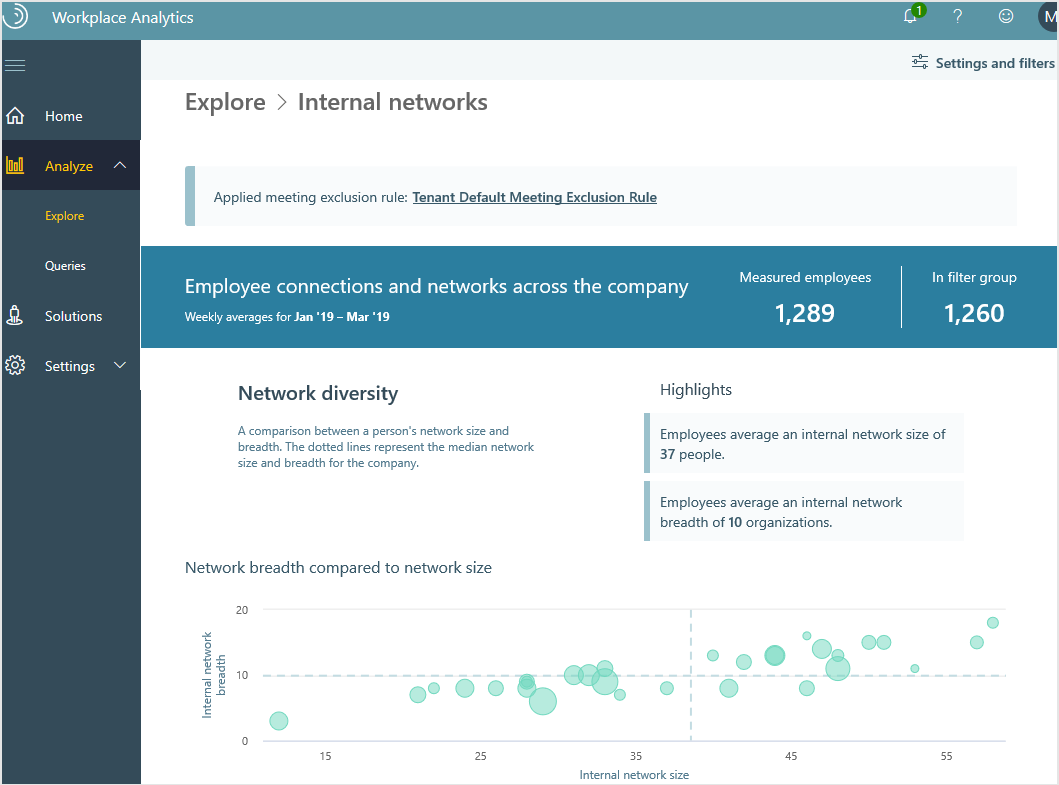 Workplace Analytics
1
M
Settings and filters
Home
Analyze
Explore
Queries
Solutions
Settings
Explore > Internal networks
Applied meeting exclusion rule: Tenant Default Meeting Exclusion Rule
Employee connections and networks across the company
Weekly averages for Jan '19 – Mar '19
Measured employees
1,289
In filter group
1,260
Network diversity
A comparison between a person's network size and
breadth. The dotted lines represent the median network
size and breadth for the company.
Highlights
Employees average an internal network size of
37 people.
Employees average an internal network
breadth of 10 organizations.
Network breadth compared to network size
Internal network
breadth
20
10
0
15
25
35
45
55
Internal network size